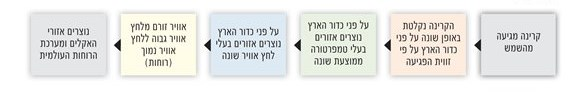 קרינה מגיעה
מהשמש
הקרינה נקלטת
באופן שונה על פני
כדור הארץ על פי
זווית הפגיעה
על פני כדור הארץ
נוצרים אזורים
בעלי טמפרטורה
ממוצעת שונה
על פני כדור הארץ
נוצרים אזורים בעלי
לחץ אוויר שונה
אוויר זורם מלחץ
אוויר גבוה ללחץ
אוויר נמוך
(רוחות)
נוצרים אזורי
האקלים ומערכת
הרוחות העולמית